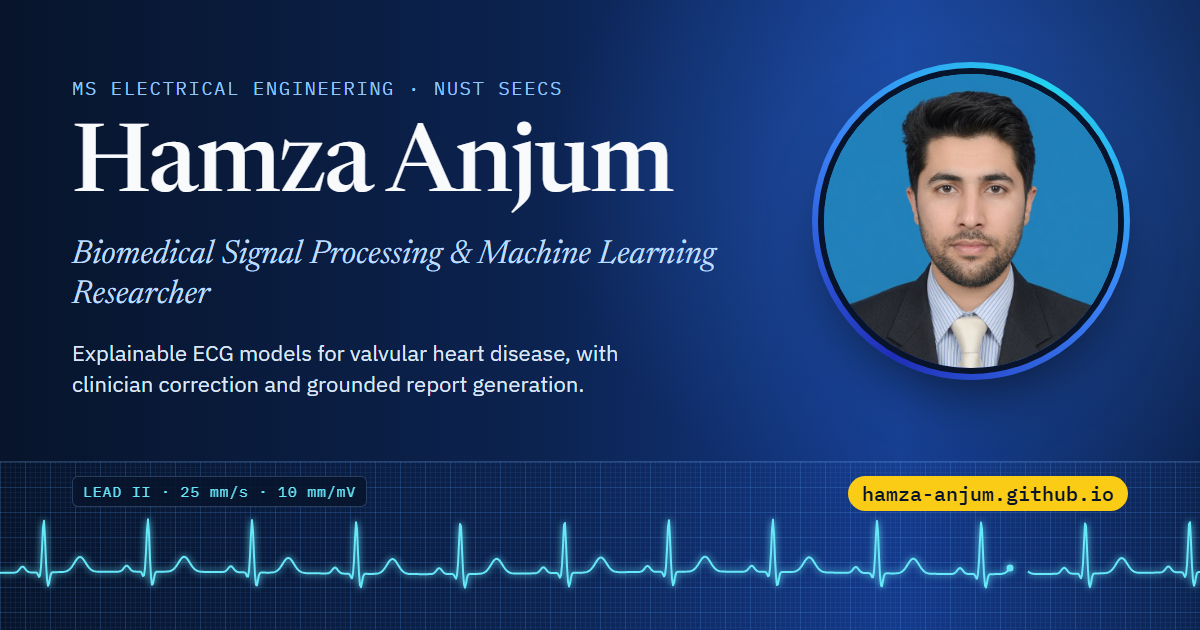 MS ELECTRICAL ENGINEERING · NUST SEECS
Hamza Anjum
Biomedical Signal Processing & Machine Learning
Researcher
Explainable ECG models for valvular heart disease, with
clinician correction and grounded report generation.
LEAD II · 25 mm/s · 10 mm/mV
hamza-anjum.github.io